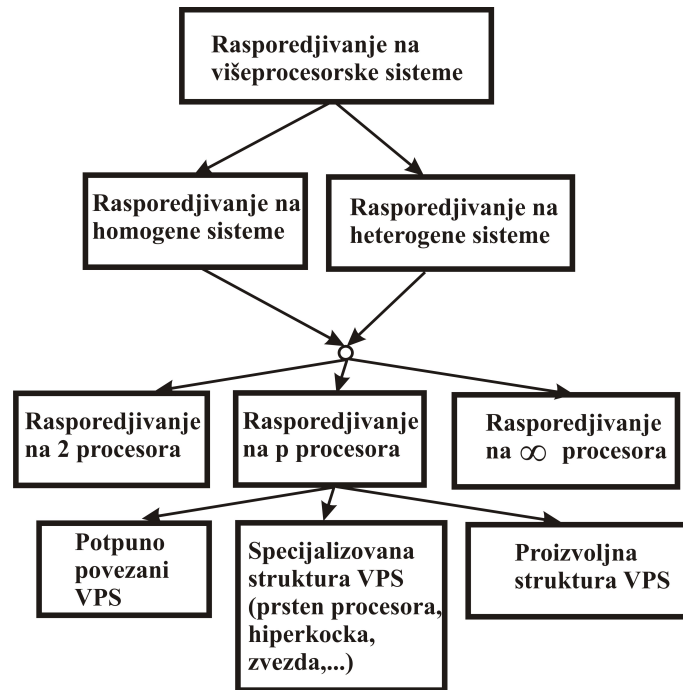 Rasporedjivanje na
višeprocesorske sisteme
Rasporedjivanje na
homogene sisteme
Rasporedjivanje na
heterogene sisteme
Rasporedjivanje
na 2 procesora
Rasporedjivanje
na p procesora
Rasporedjivanje
na ∞ procesora
Potpuno
povezani
VPS
Specijalizovana
struktura VPS
(prsten procesora,
hiperkocka,
zvezda,...)
Proizvoljna
struktura VPS